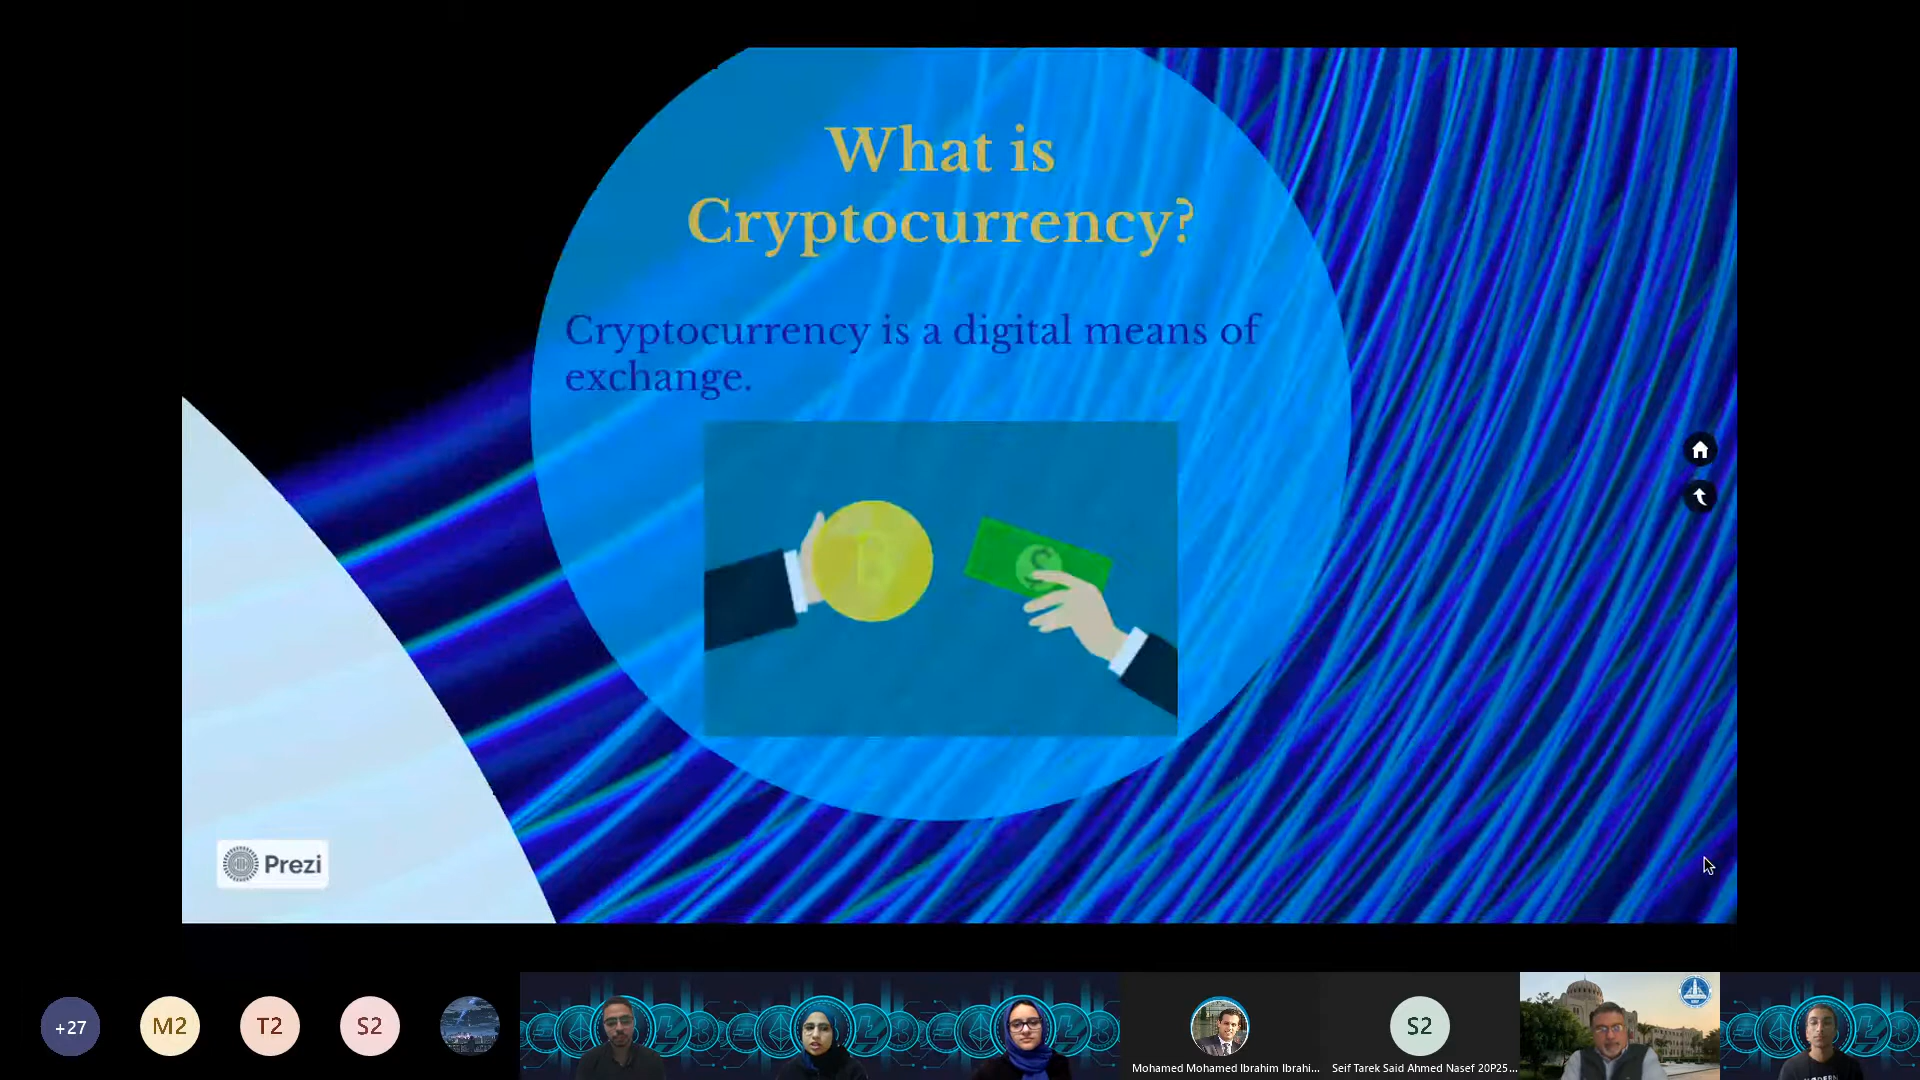 What is
Cryptocurrency?
Cryptocurrency is a digital means of
exchange.
B
$
Prezi
+27
M2
T2
S2
S2
Mohamed Mohamed Ibrahim Ibrahi...
Seif Tarek Said Ahmed Nasef 20P25...